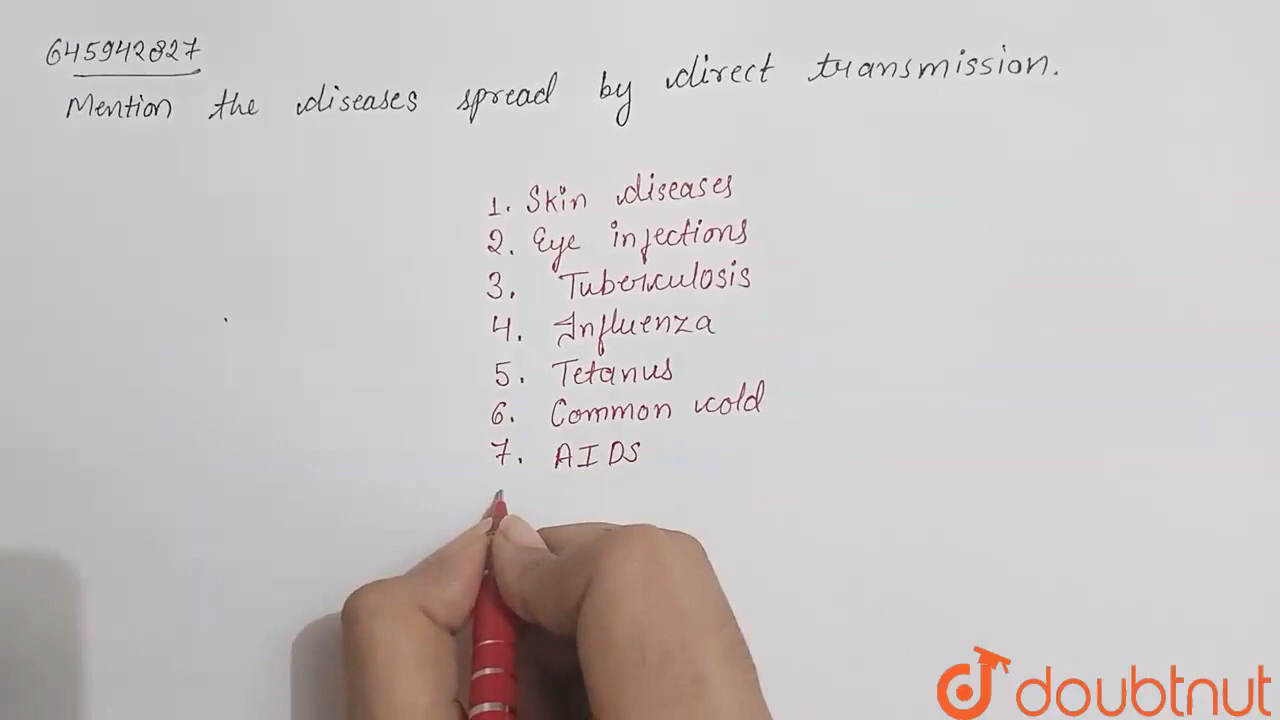 645942827
Mention the diseases spread by direct transmission.
1. Skin diseases
2. Eye infections
3. Tuberculosis
4. Influenza
5. Tetanus
6. Common cold
7. AIDS
doubtnut